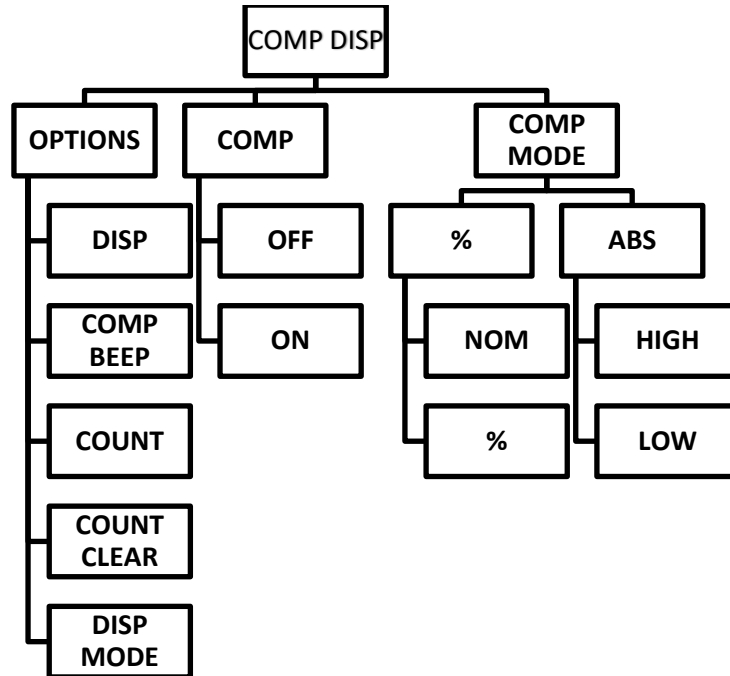 COMP DISP
OPTIONS
COMP
COMP
MODE
DISP
OFF
%
ABS
COMP
BEEP
ON
NOM
HIGH
COUNT
%
LOW
COUNT
CLEAR
DISP
MODE